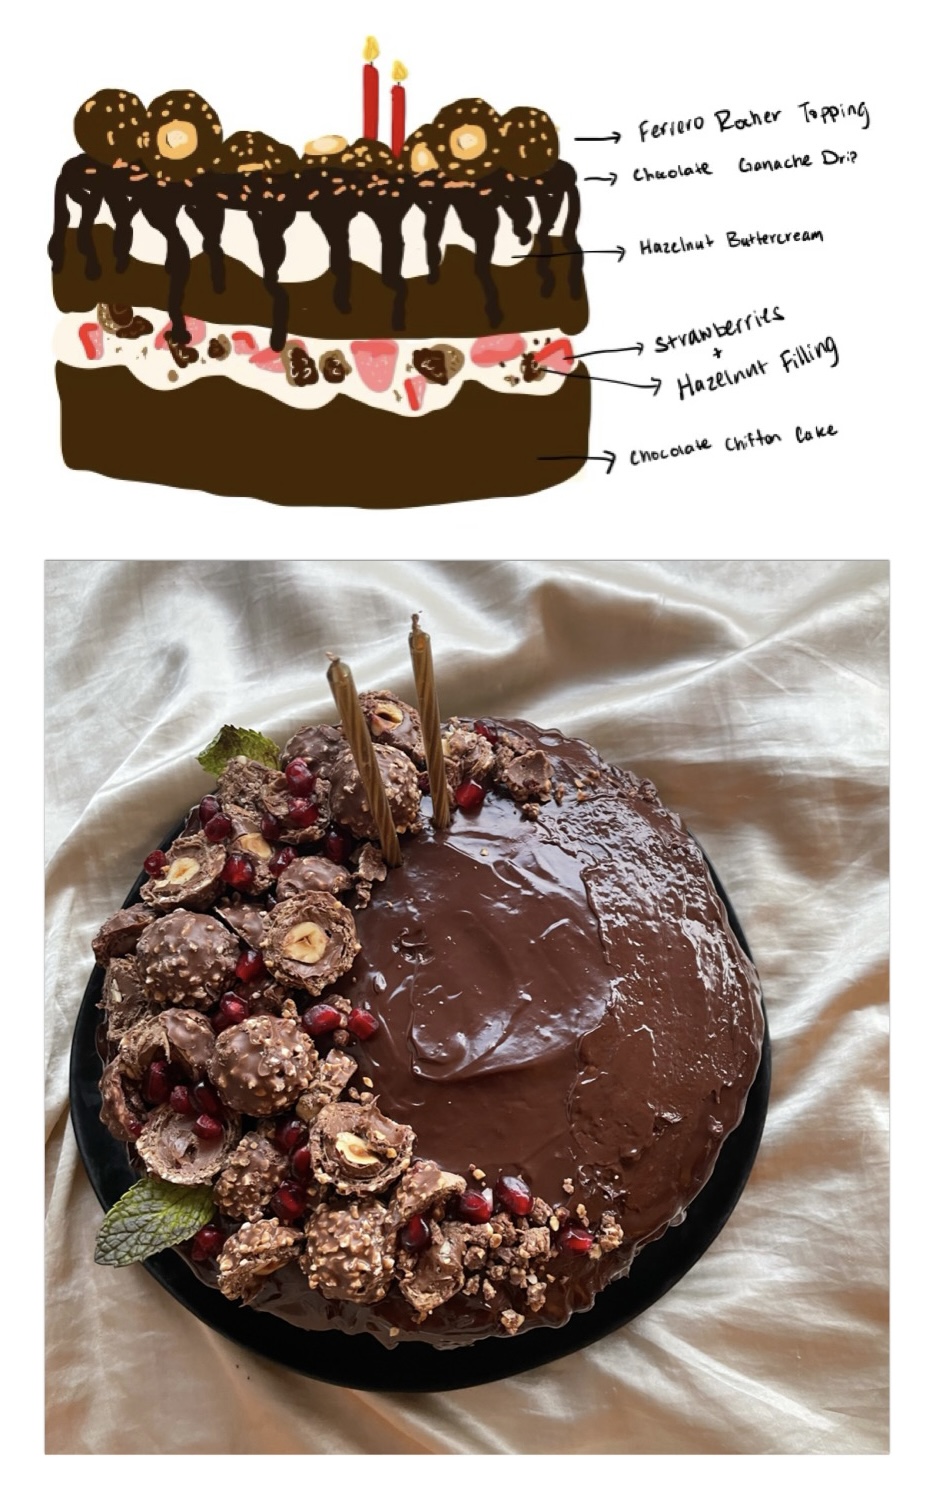 Ferrero Rocher Topping
Chocolate Ganache Drip
Hazelnut Buttercream
Strawberries
+
Hazelnut Filling
Chocolate Chiffon Cake